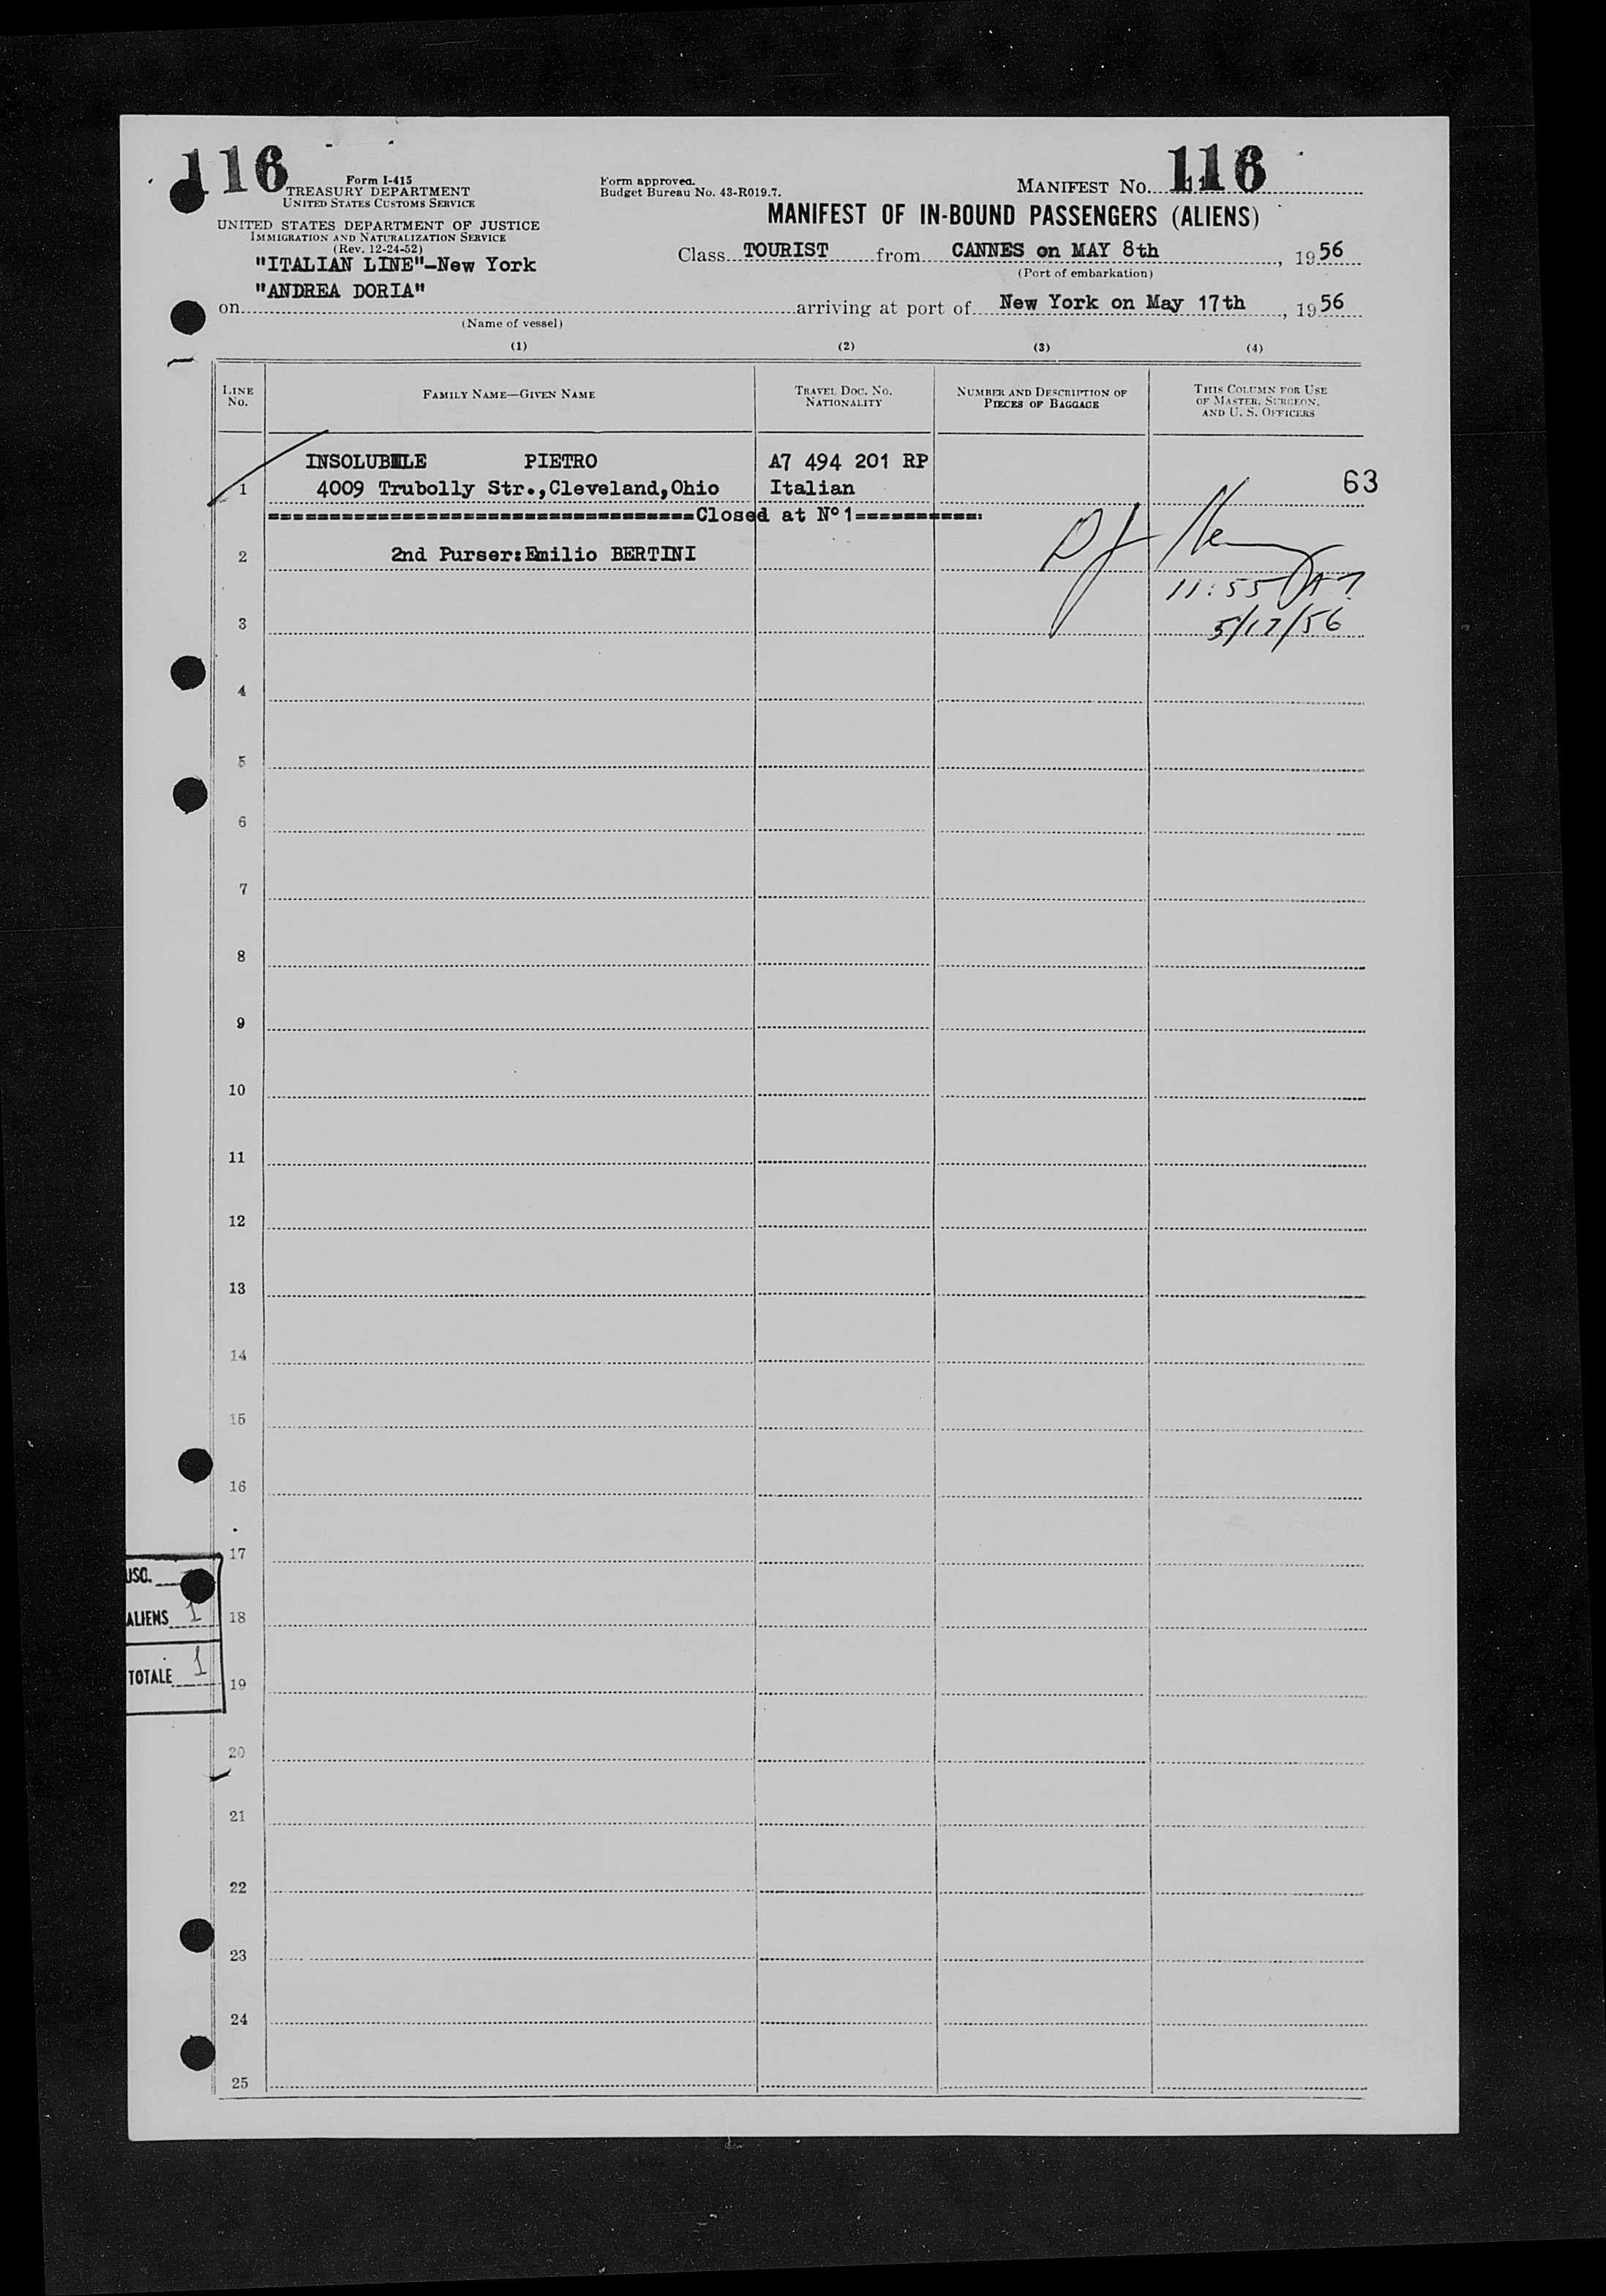 116
Form I-415
TREASURY DEPARTMENT
UNITED STATES CUSTOMS SERVICE
UNITED STATES DEPARTMENT OF JUSTICE
IMMIGRATION AND NATURALIZATION SERVICE
(Rev. 12-24-52)
Form approved.
Budget Bureau No. 43-R019.7.
MANIFEST No. 116
MANIFEST OF IN-BOUND PASSENGERS (ALIENS)
Class TOURIST from CANNES on MAY 8th, 1956
(Port of embarkation)
"ITALIAN LINE"-New York
"ANDREA DORIA"
on arriving at port of New York on May 17th, 1956
(Name of vessel)
(1) (2) (3) (4)
LINE No. FAMILY NAME—GIVEN NAME TRAVEL DOC. NO. NATIONALITY NUMBER AND DESCRIPTION OF PIECES OF BAGGAGE THIS COLUMN FOR USE OF MASTER, SURGEON, AND U. S. OFFICERS
INSOLUBILE PIETRO A7 494 201 RP
1 4009 Trubolly Str.,Cleveland,Ohio Italian 63
==================================Closed at Nº1==========
2 2nd Purser:Emilio BERTINI
11:55 A
3 5/17/56
4
5
6
7
8
9
10
11
12
13
14
15
16
17
USC.
ALIENS 1 18
TOTALE 1 19
20
21
22
23
24
25